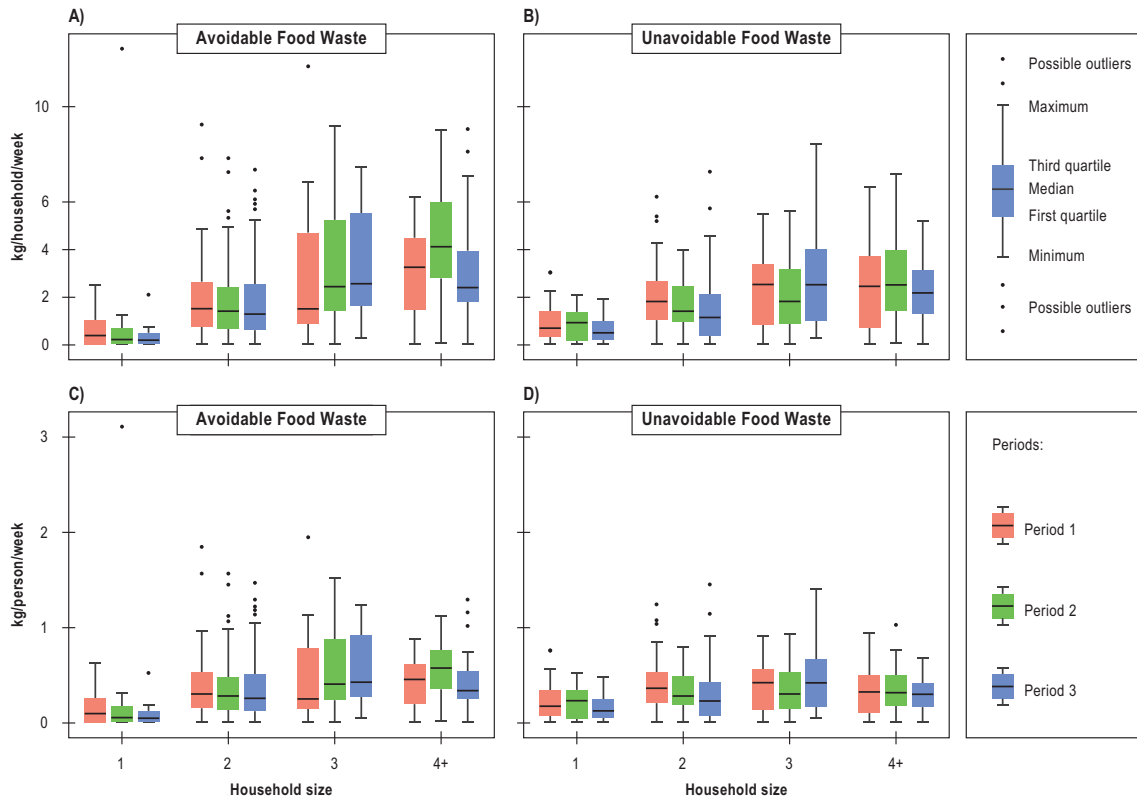 A)
Avoidable Food Waste
kg/household/week
10
6
4
2
0
B)
Unavoidable Food Waste
Possible outliers
Maximum
Third quartile
Median
First quartile
Minimum
Possible outliers
C)
Avoidable Food Waste
kg/person/week
3
2
1
0
1
2
3
4+
Household size
D)
Unavoidable Food Waste
1
2
3
4+
Household size
Periods:
Period 1
Period 2
Period 3